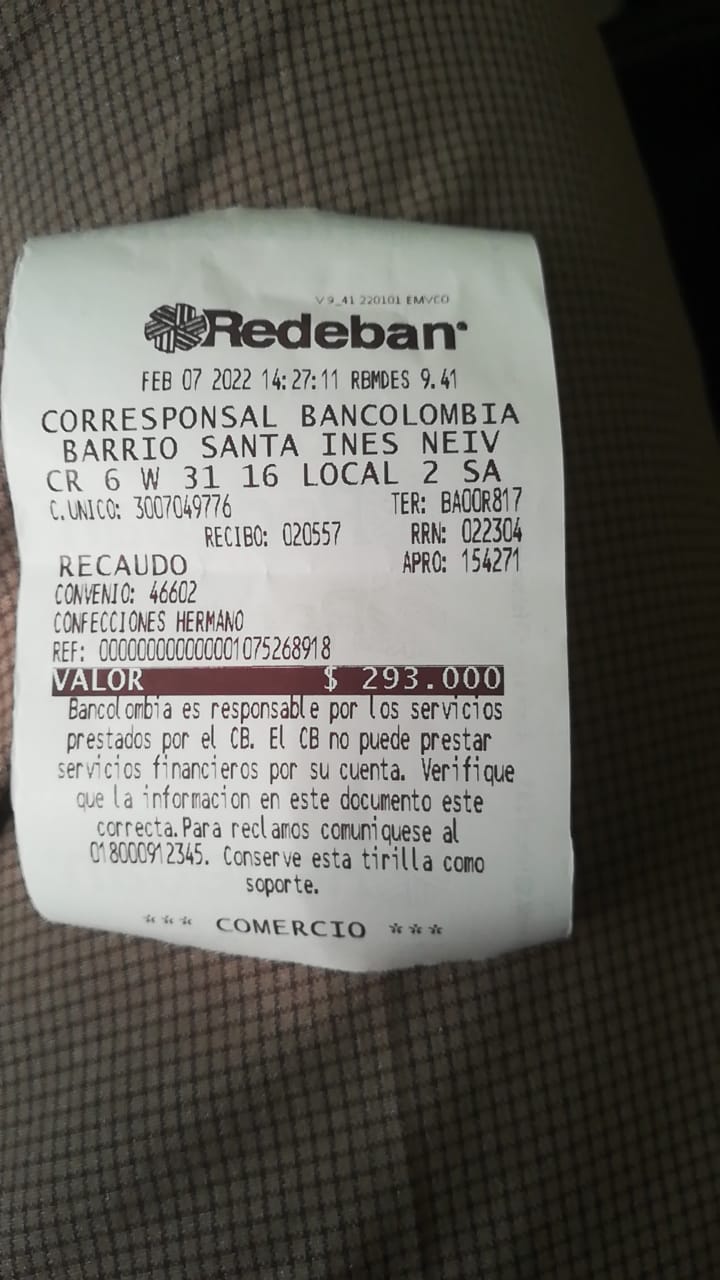 V 9_41 220101 EMVCO
Redeban
FEB 07 2022 14:27:11 RBMDES 9.41
CORRESPONSAL BANCOLOMBIA
BARRIO SANTA INES NEIV
CR 6 W 31 16 LOCAL 2 SA
C.UNICO: 3007049776 TER: BA00R817
RECIBO: 020557 RRN: 022304
RECAUDO APRO: 154271
CONVENIO: 46602
CONFECCIONES HERMANO
REF: 00000000000001075268918
VALOR $ 293.000
Bancolombia es responsable por los servicios
prestados por el CB. El CB no puede prestar
servicios financieros por su cuenta. Verifique
que la informacion en este documento este
correcta.Para reclamos comuniquese al
018000912345. Conserve esta tirilla como
soporte.
*** COMERCIO ***